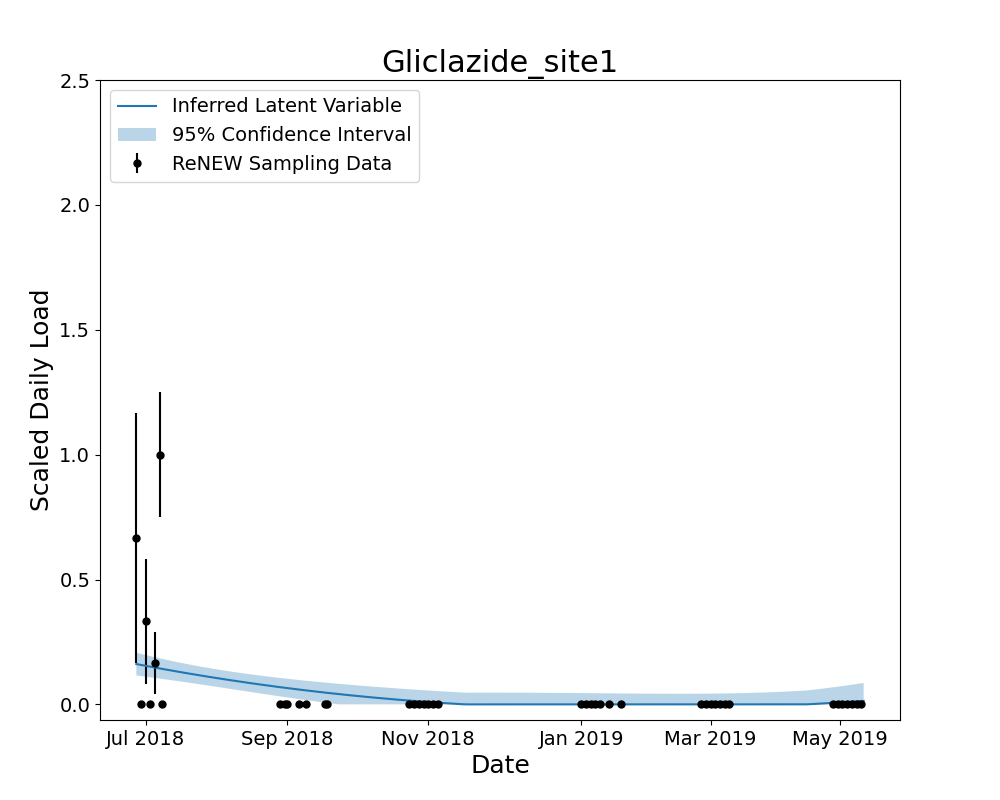 Gliclazide_site1
2.5
2.0
1.5
1.0
0.5
0.0
Scaled Daily Load
Inferred Latent Variable
95% Confidence Interval
ReNEW Sampling Data
Jul 2018 Sep 2018 Nov 2018 Jan 2019 Mar 2019 May 2019
Date